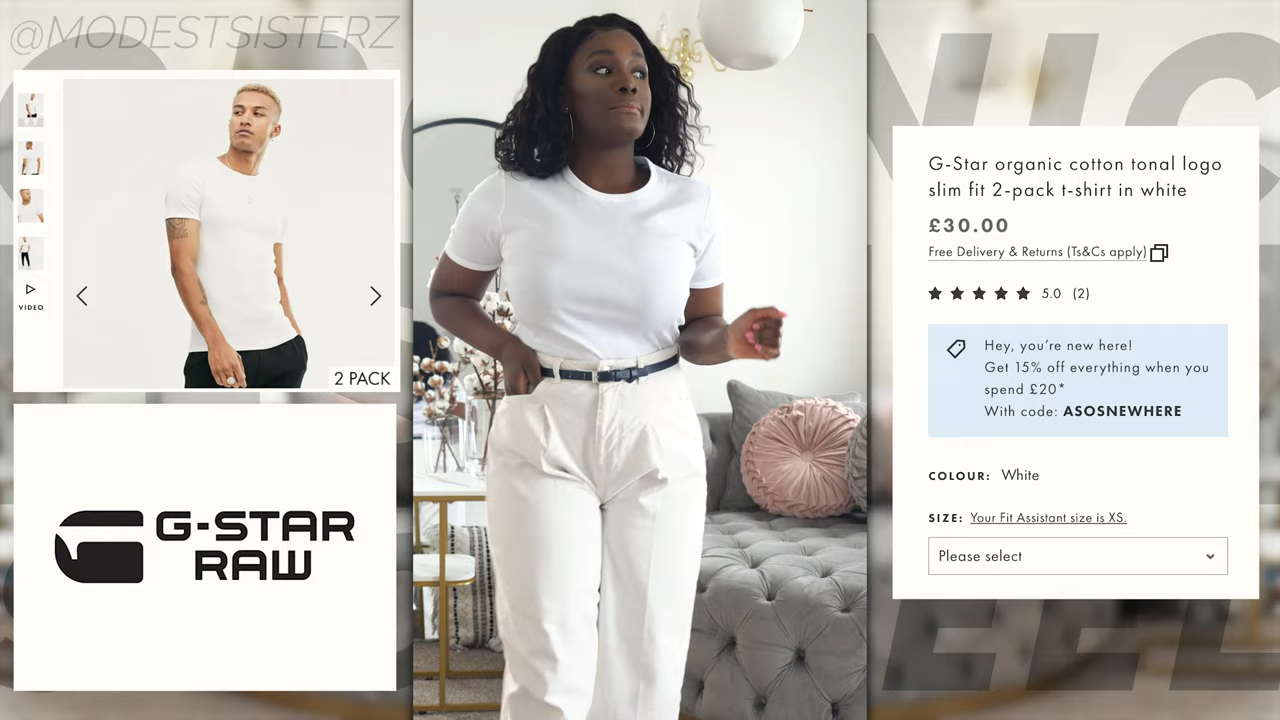 @MODESTSISTERZ
VIDEO
2 PACK
G-STAR
RAW
G-Star organic cotton tonal logo
slim fit 2-pack t-shirt in white
£30.00
Free Delivery & Returns (Ts&Cs apply)
5.0 (2)
Hey, you're new here!
Get 15% off everything when you
spend £20*
With code: ASOSNEWHERE
COLOUR: White
SIZE: Your Fit Assistant size is XS.
Please select